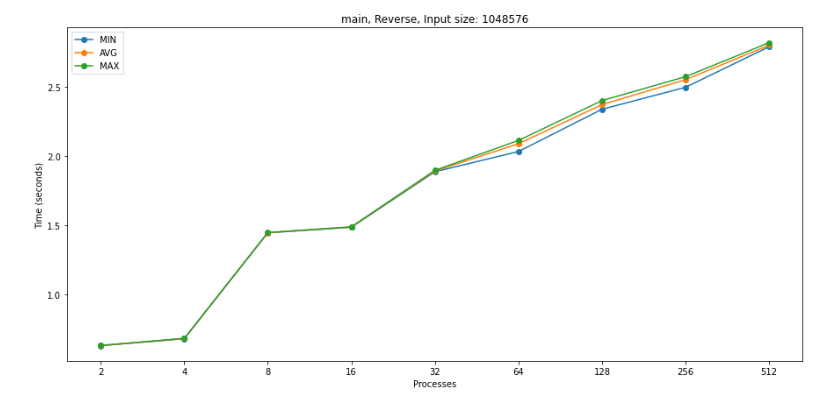 main, Reverse, Input size: 1048576
MIN
AVG
MAX
2.5
2.0
1.5
1.0
Time (seconds)
2 4 8 16 32 64 128 256 512
Processes